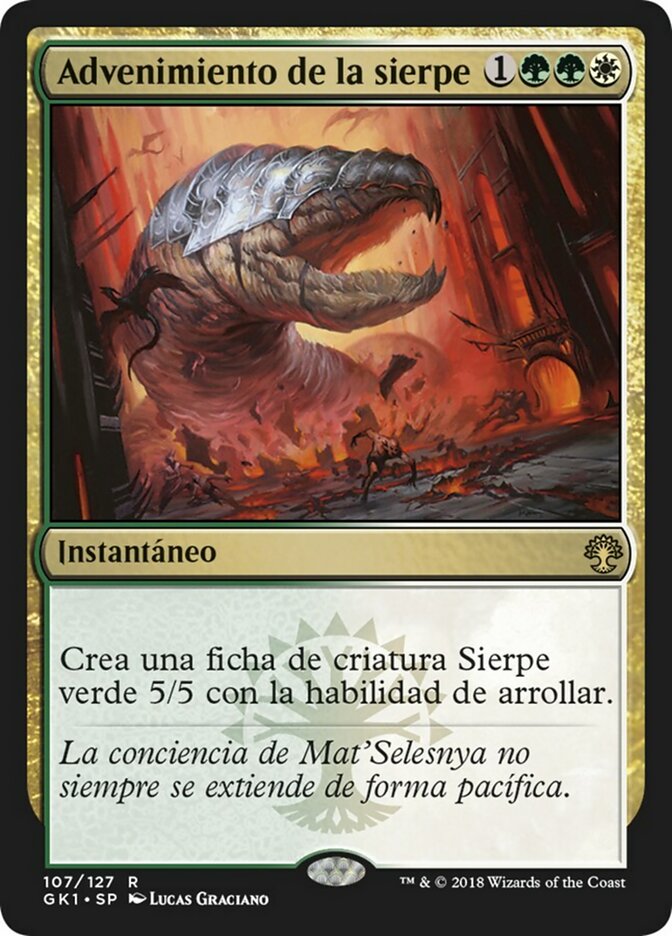 Advenimiento de la sierpe 1
Instantáneo
Crea una ficha de criatura Sierpe
verde 5/5 con la habilidad de arrollar.
La conciencia de Mat'Selesnya no
siempre se extiende de forma pacífica.
107/127 R
GK1 • SP Lucas Graciano
™ & © 2018 Wizards of the Coast